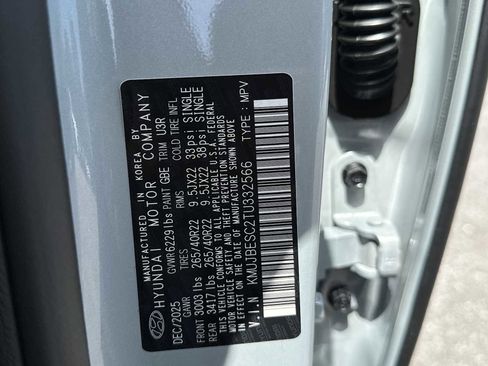 MANUFACTURED IN KOREA BY
HYUNDAI MOTOR COMPANY
DEC/2025 GVWR6229lbs PAINT GBE TRIM U3R
GAWR TIRES RIMS COLD TIRE INFL
FRONT 3003 lbs 265/40R22 9.5JX22 33psi SINGLE
REAR 3417lbs 265/40R22 9.5JX22 38psi SINGLE
THIS VEHICLE CONFORMS TO ALL APPLICABLE U.S.A. FEDERAL
MOTOR VEHICLE SAFETY AND THEFT PREVENTION STANDARDS
IN EFFECT ON THE DATE OF MANUFACTURE SHOWN ABOVE.
V.I.N KMUJBESC2TU332566 TYPE : MPV